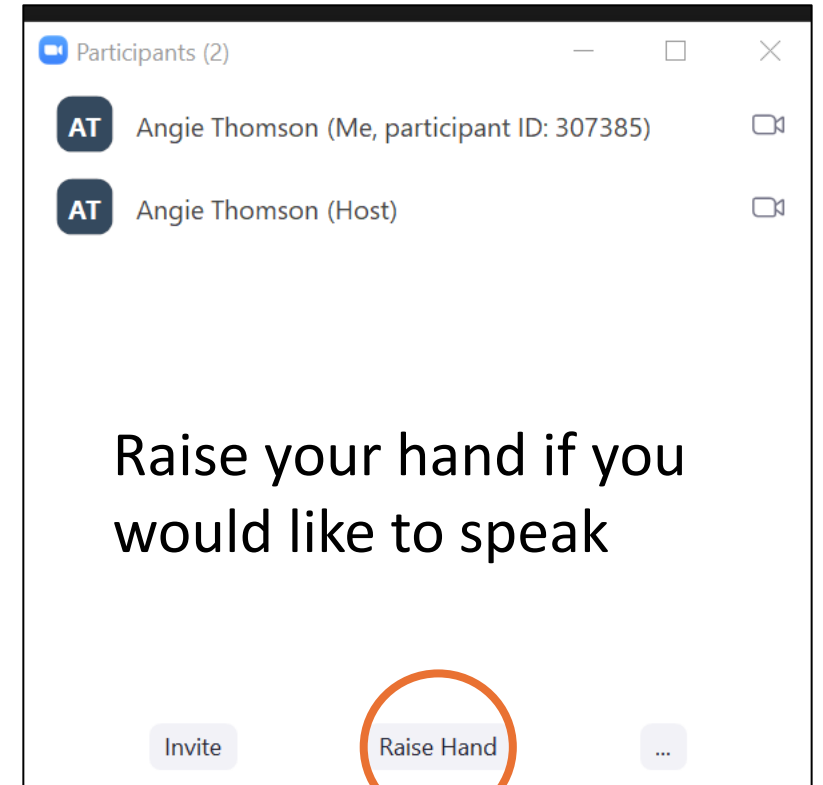 Participants (2)
AT Angie Thomson (Me, participant ID: 307385)
AT Angie Thomson (Host)
Raise your hand if you
would like to speak
Invite Raise Hand ...